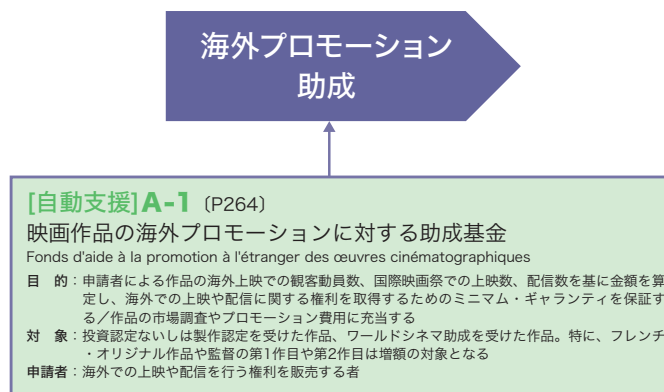 海外プロモーション
助成
[自動支援]A-1〔P264〕
映画作品の海外プロモーションに対する助成基金
Fonds d'aide à la promotion à l'étranger des œuvres cinématographiques
目　的：申請者による作品の海外上映での観客動員数、国際映画祭での上映数、配信数を基に金額を算
定し、海外での上映や配信に関する権利を取得するためのミニマム・ギャランティを保証す
る／作品の市場調査やプロモーション費用に充当する
対　象：投資認定ないしは製作認定を受けた作品、ワールドシネマ助成を受けた作品。特に、フレンチ
・オリジナル作品や監督の第1作目や第2作目は増額の対象となる
申請者：海外での上映や配信を行う権利を販売する者